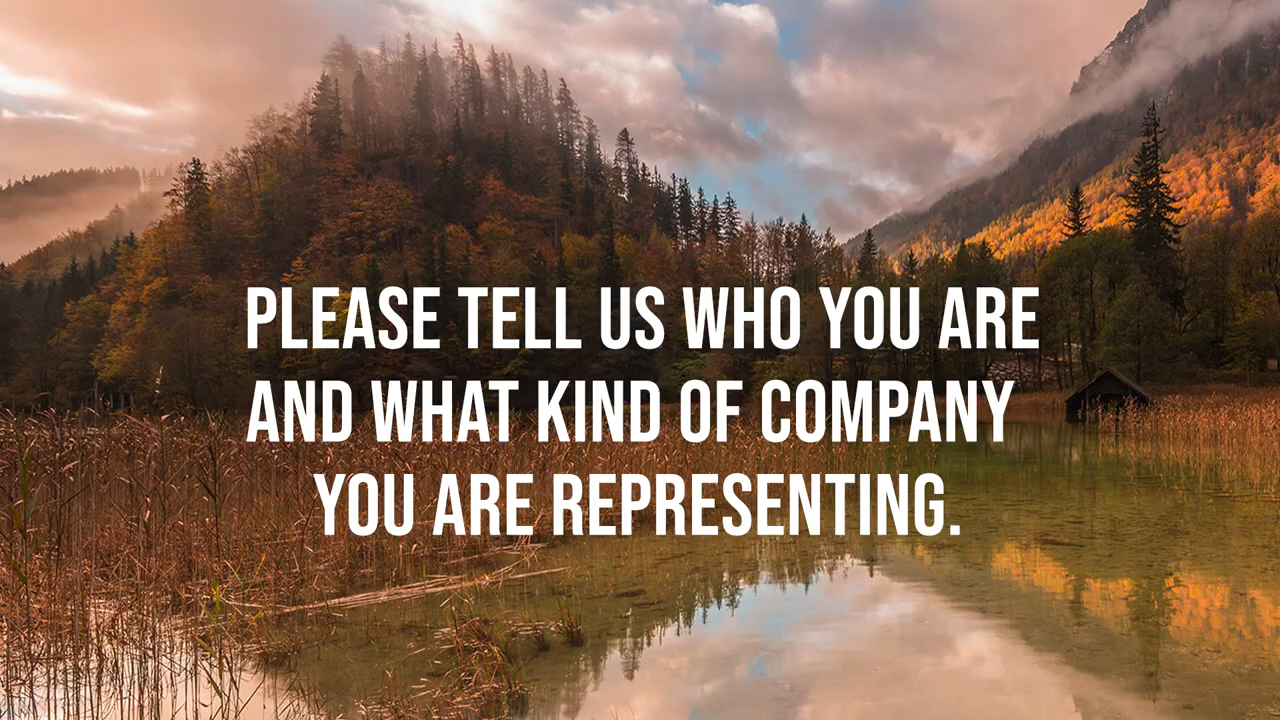 PLEASE TELL US WHO YOU ARE
AND WHAT KIND OF COMPANY
YOU ARE REPRESENTING.